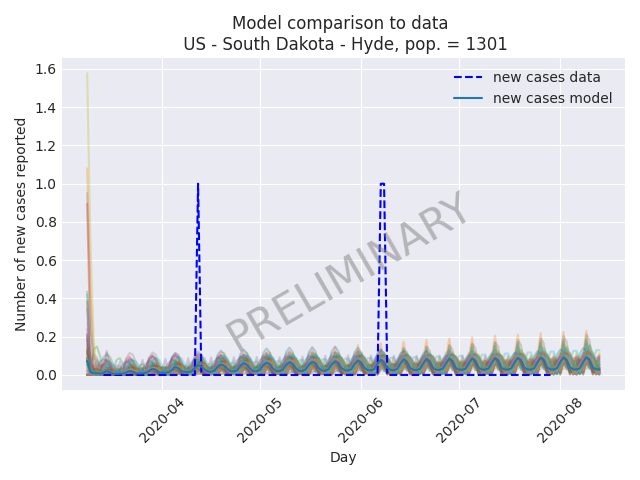 Model comparison to data
US - South Dakota - Hyde, pop. = 1301
new cases data
new cases model
Number of new cases reported
1.6
1.4
1.2
1.0
0.8
0.6
0.4
0.2
0.0
PRELIMINARY
2020-04
2020-05
2020-06
2020-07
2020-08
Day